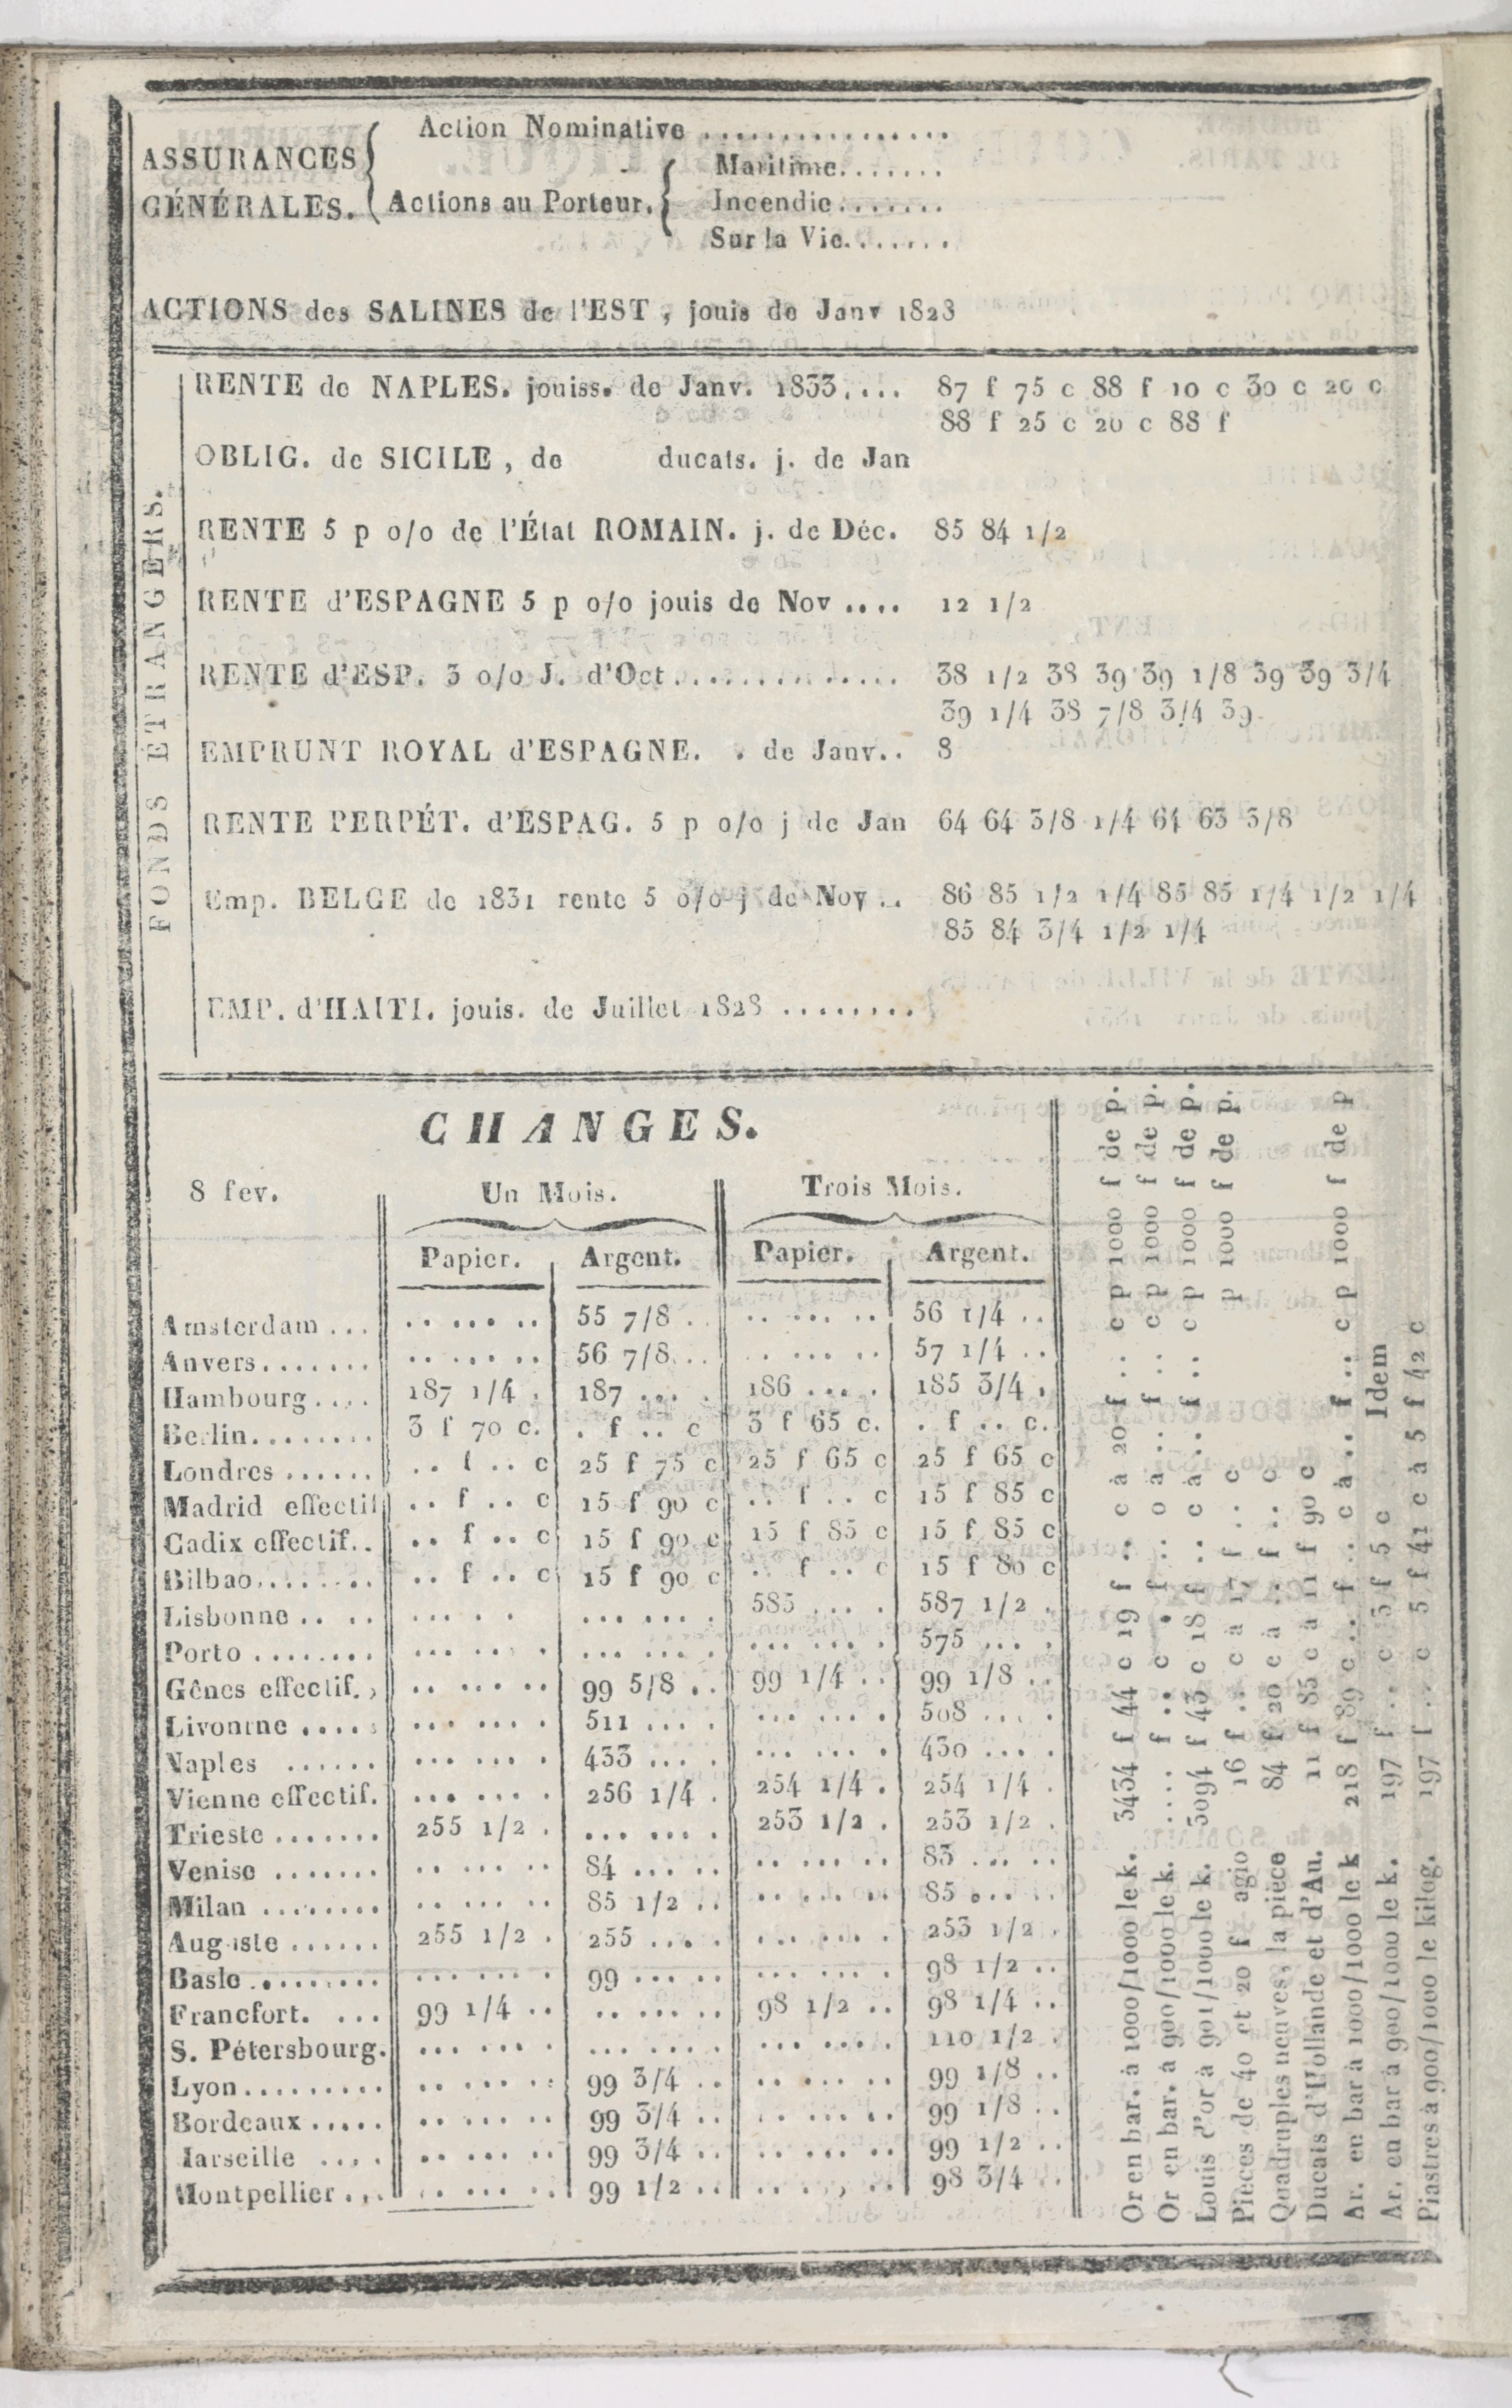 Action Nominative ................
ASSURANCES
Maritime.......
GÉNÉRALES. Actions au Porteur. Incendie.......
Sur la Vie.......
ACTIONS des SALINES de l'EST , jouis de Janv 1828
FONDS ÉTRANGERS.
RENTE de NAPLES. jouiss. de Janv. 1833.... 87 f 75 c 88 f 10 c 30 c 20 c
88 f 25 c 20 c 88 f
OBLIG. de SICILE , de ducats. j. de Jan
RENTE 5 p o/o de l'État ROMAIN. j. de Déc. 85 84 1/2
RENTE d'ESPAGNE 5 p o/o jouis de Nov .... 12 1/2
RENTE d'ESP. 3 o/o J. d'Oct.............. 38 1/2 38 39 39 1/8 39 39 3/4
39 1/4 38 7/8 3/4 39
EMPRUNT ROYAL d'ESPAGNE. . de Janv.. 8
RENTE PERPÉT. d'ESPAG. 5 p o/o j de Jan 64 64 3/8 1/4 64 63 3/8
Emp. BELGE de 1831 rente 5 o/o j de Nov .. 86 85 1/2 1/4 85 85 1/4 1/2 1/4
85 84 3/4 1/2 1/4
EMP. d'HAITI. jouis. de Juillet 1828 ........
CHANGES.
8 fev. Un Mois. Trois Mois.
Papier. Argent. Papier. Argent.
Amsterdam ... .. ... .. 55 7/8 .. .. ... .. 56 1/4 ..
Anvers....... .. ... .. 56 7/8 .. .. ... .. 57 1/4 ..
Hambourg.... 187 1/4 . 187 ... . 186 ... . 185 3/4 .
Berlin........ 3 f 70 c. . f .. c 3 f 65 c. . f .. c.
Londres ...... .. f .. c 25 f 75 c 25 f 65 c 25 f 65 c
Madrid effectif .. f .. c 15 f 90 c .. f .. c 15 f 85 c
Cadix effectif.. .. f .. c 15 f 90 c 15 f 85 c 15 f 85 c
Bilbao........ .. f .. c 15 f 90 c .. f .. c 15 f 80 c
Lisbonne .. .. ... ... . ... ... . 585 ... . 587 1/2 .
Porto ........ ... ... . ... ... . ... ... . 575 ... .
Gênes effectif. .. ... .. 99 5/8 .. 99 1/4 .. 99 1/8 ..
Livourne ..... ... ... . 511 ... . ... ... . 508 ... .
Naples ...... ... ... . 433 ... . ... ... . 430 ... .
Vienne effectif. ... ... . 256 1/4 . 254 1/4 . 254 1/4 .
Trieste ....... 255 1/2 . ... ... . 253 1/2 . 253 1/2 .
Venise ....... .. ... .. 84 ... .. .. ... .. 83 ... ..
Milan ........ .. ... .. 85 1/2 .. .. ... .. 85 ... ..
Aug iste ...... 255 1/2 . 255 ... . ... ... . 253 1/2 .
Basle ......... ... ... . 99 ... .. ... ... . 98 1/2 ..
Francfort. ... 99 1/4 .. .. ... .. 98 1/2 .. 98 1/4 ..
S. Pétersbourg. ... ... . ... ... . ... ... . 110 1/2 .
Lyon......... .. ... .. 99 3/4 .. .. ... .. 99 1/8 ..
Bordeaux ..... .. ... .. 99 3/4 .. .. ... .. 99 1/8 ..
Iarseille .... .. ... .. 99 3/4 .. .. ... .. 99 1/2 ..
Montpellier ... .. ... .. 99 1/2 .. .. ... .. 98 3/4 ..
Or en bar. à 1000/1000 le k. 3434 f 44 c 19 f .. c à 20 f .. c p 1000 f de p.
Or en bar. à 900/1000 le k. .... f .. c . f .. 0 à .. f ... c p 1000 f de p.
Louis d'or à 901/1000 le k. 3094 f 43 c 18 f .. c à .. f .. c p 1000 f de p.
Pièces de 40 et 20 f agio 16 f .. c à 17 f .. c p 1000 f de p.
Quadruples neuves, la pièce 84 f 20 c à .. f .. c
Ducats d'Hollande et d'Au. 11 f 85 c à 11 f 90 c
Ar. en bar à 1000/1000 le k 218 f 89 c .. f .. c à .. f .. c p 1000 f de p
Ar. en bar à 900/1000 le k. 197 f .. c 3 f 5 c Idem
Piastres à 900/1000 le kilog. 197 f .. c 5 f 41 c à 5 f 42 c